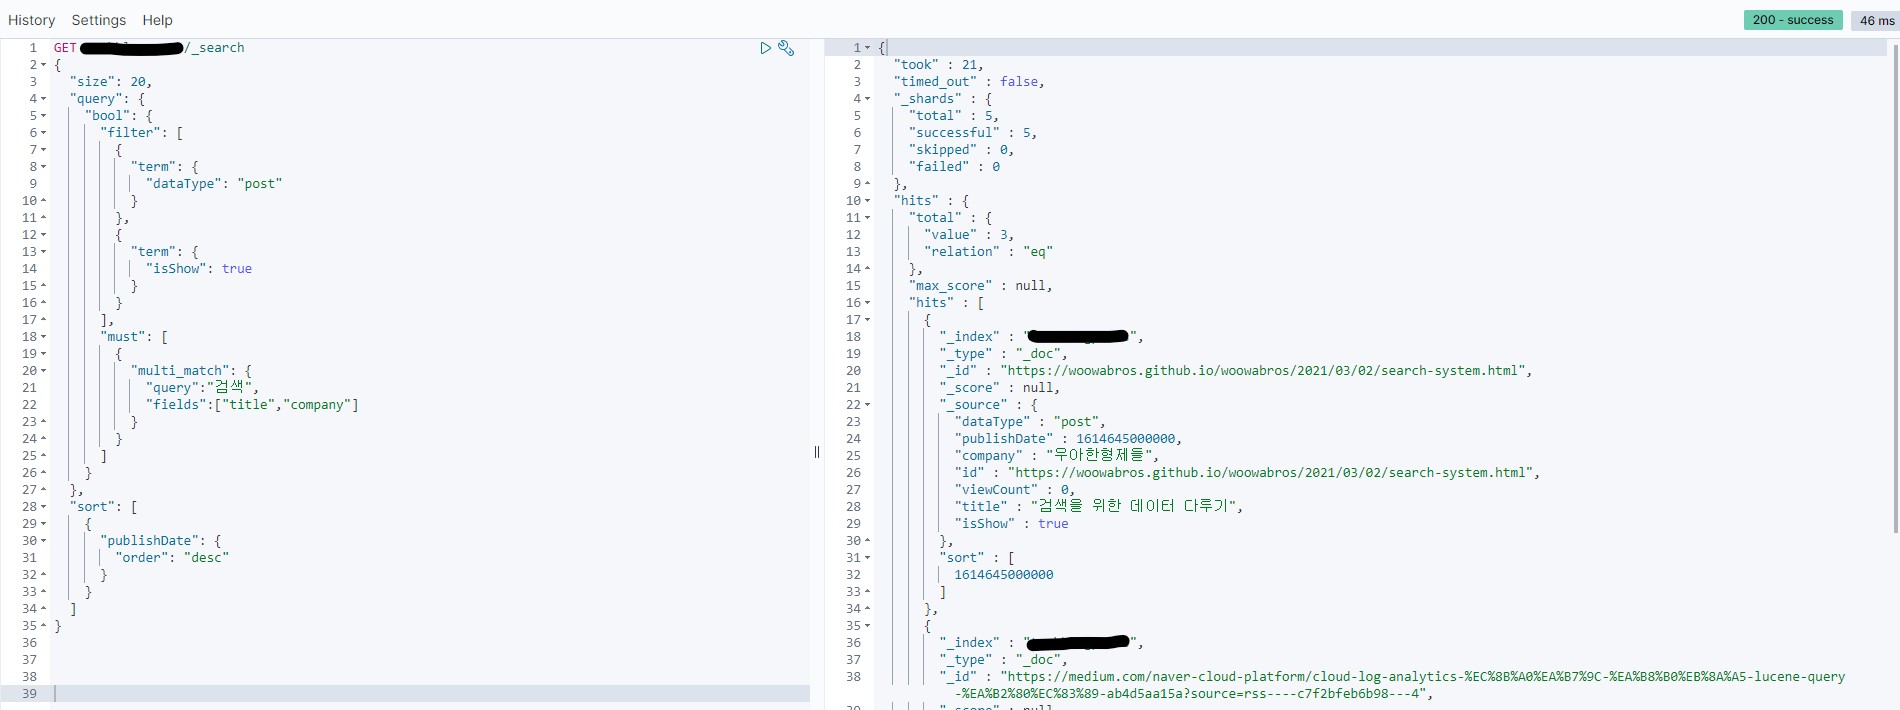 History Settings Help
200 - success 46 ms
1 GET /_search
2 {
3 "size": 20,
4 "query": {
5 "bool": {
6 "filter": [
7 {
8 "term": {
9 "dataType": "post"
10 }
11 },
12 {
13 "term": {
14 "isShow": true
15 }
16 }
17 ],
18 "must": [
19 {
20 "multi_match": {
21 "query":"검색",
22 "fields":["title","company"]
23 }
24 }
25 ]
26 }
27 },
28 "sort": [
29 {
30 "publishDate": {
31 "order": "desc"
32 }
33 }
34 ]
35 }
36
37
38
39
1 {
2 "took" : 21,
3 "timed_out" : false,
4 "_shards" : {
5 "total" : 5,
6 "successful" : 5,
7 "skipped" : 0,
8 "failed" : 0
9 },
10 "hits" : {
11 "total" : {
12 "value" : 3,
13 "relation" : "eq"
14 },
15 "max_score" : null,
16 "hits" : [
17 {
18 "_index" : "",
19 "_type" : "_doc",
20 "_id" : "https://woowabros.github.io/woowabros/2021/03/02/search-system.html",
21 "_score" : null,
22 "_source" : {
23 "dataType" : "post",
24 "publishDate" : 1614645000000,
25 "company" : "우아한형제들",
26 "id" : "https://woowabros.github.io/woowabros/2021/03/02/search-system.html",
27 "viewCount" : 0,
28 "title" : "검색을 위한 데이터 다루기",
29 "isShow" : true
30 },
31 "sort" : [
32 1614645000000
33 ]
34 },
35 {
36 "_index" : "",
37 "_type" : "_doc",
38 "_id" : "https://medium.com/naver-cloud-platform/cloud-log-analytics-%EC%8B%A0%EA%B7%9C-%EA%B8%B0%EB%8A%A5-lucene-query
-%EA%B2%80%EC%83%89-ab4d5aa15a?source=rss----c7f2bfeb6b98---4",
39 "_score" : null